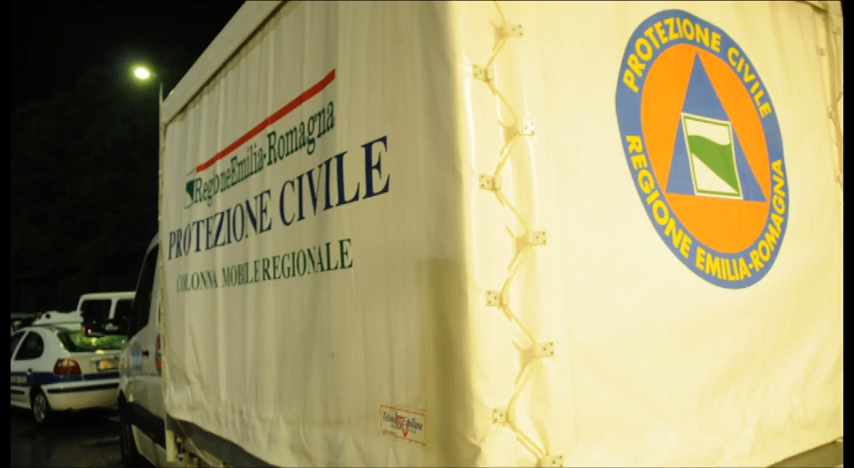 RegioneEmilia-Romagna
PROTEZIONE CIVILE
COLONNA MOBILE REGIONALE
PROTEZIONE CIVILE
REGIONE EMILIA-ROMAGNA